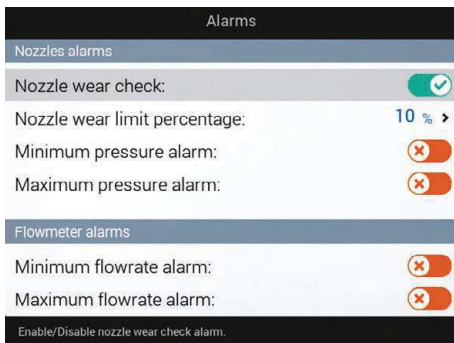 Alarms
Nozzles alarms
Nozzle wear check:
Nozzle wear limit percentage: 10 %
Minimum pressure alarm:
Maximum pressure alarm:
Flowmeter alarms
Minimum flowrate alarm:
Maximum flowrate alarm:
Enable/Disable nozzle wear check alarm.